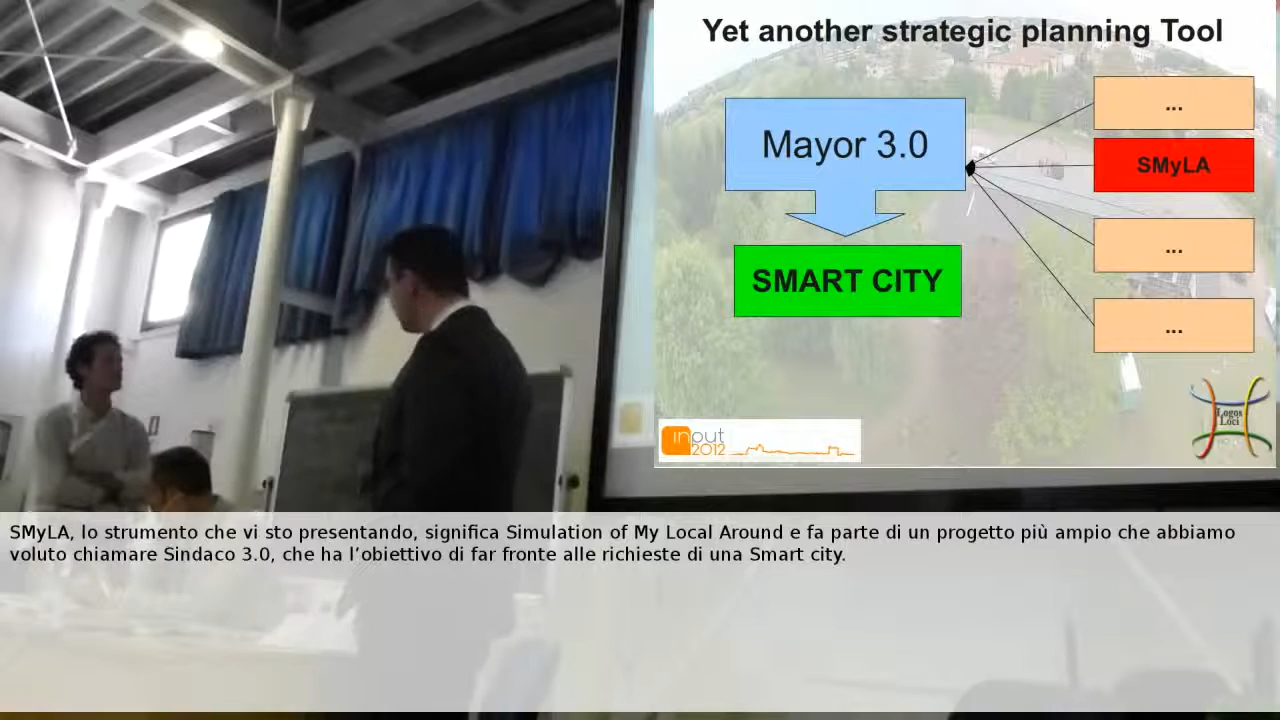 Yet another strategic planning Tool
Mayor 3.0
SMART CITY
...
SMyLA
...
...
input
2012
Logos
Loci
SMyLA, lo strumento che vi sto presentando, significa Simulation of My Local Around e fa parte di un progetto più ampio che abbiamo
voluto chiamare Sindaco 3.0, che ha l’obiettivo di far fronte alle richieste di una Smart city.